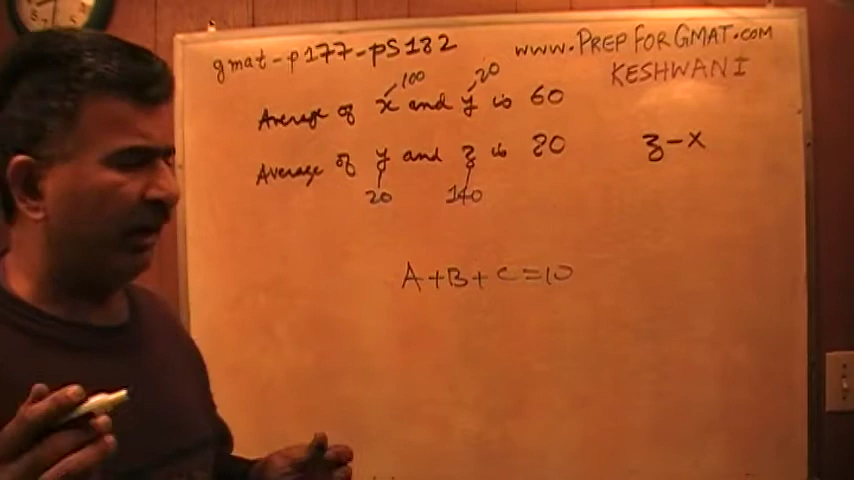 gmat-p177-PS182
www.PREPFORGMAT.COM
KESHWANI
100 20
Average of x and y is 60
Average of y and z is 80
20 140
z-x
A+B+C=10